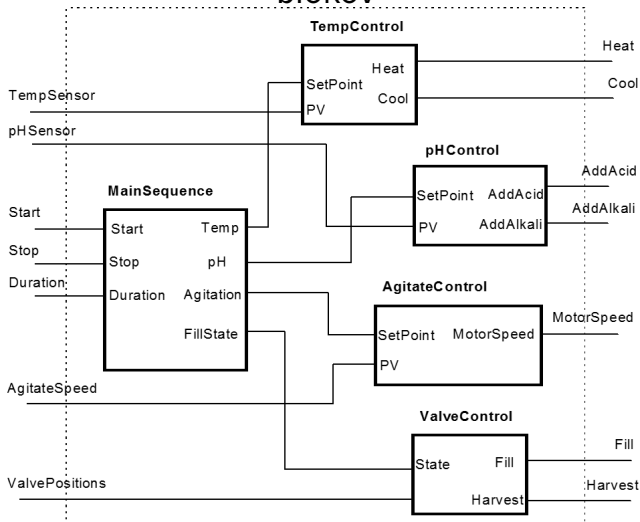 TempControl
Heat
Heat
SetPoint
Cool
Cool
TempSensor
PV
pHSensor
pHControl
AddAcid
MainSequence
SetPoint AddAcid
Start
Start Temp
PV AddAlkali
AddAlkali
Stop
Stop pH
Duration
Duration Agitation
AgitateControl
MotorSpeed
FillState
SetPoint MotorSpeed
PV
AgitateSpeed
ValveControl
Fill
State Fill
ValvePositions
Harvest
Harvest